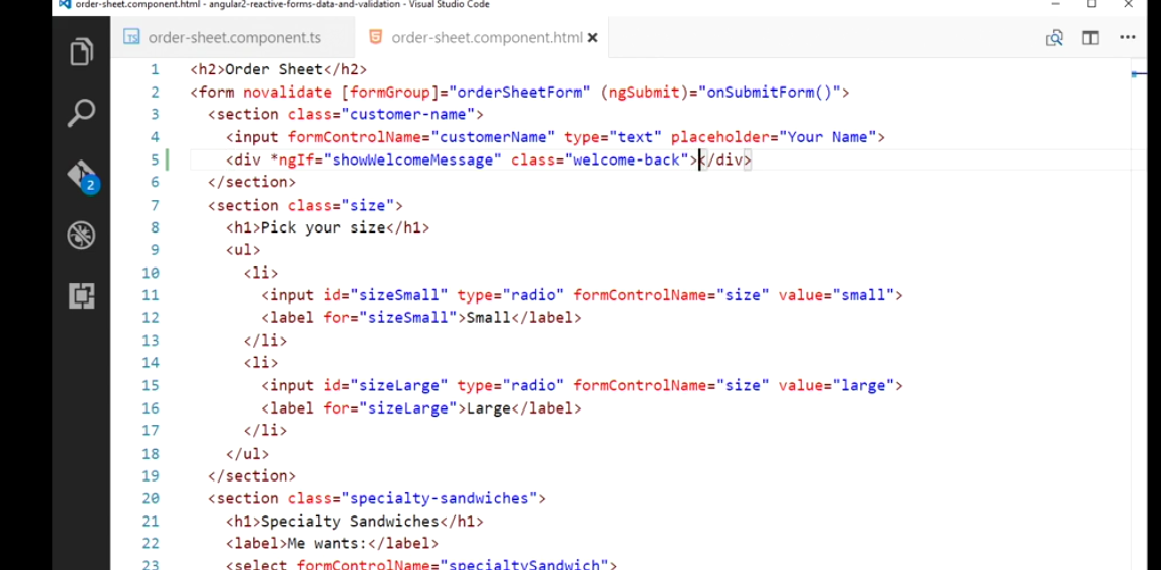 order-sheet.component.html - angular2-reactive-forms-data-and-validation - Visual Studio Code
TS order-sheet.component.ts
order-sheet.component.html
2
1 <h2>Order Sheet</h2>
2 <form novalidate [formGroup]="orderSheetForm" (ngSubmit)="onSubmitForm()">
3 <section class="customer-name">
4 <input formControlName="customerName" type="text" placeholder="Your Name">
5 <div *ngIf="showWelcomeMessage" class="welcome-back"></div>
6 </section>
7 <section class="size">
8 <h1>Pick your size</h1>
9 <ul>
10 <li>
11 <input id="sizeSmall" type="radio" formControlName="size" value="small">
12 <label for="sizeSmall">Small</label>
13 </li>
14 <li>
15 <input id="sizeLarge" type="radio" formControlName="size" value="large">
16 <label for="sizeLarge">Large</label>
17 </li>
18 </ul>
19 </section>
20 <section class="specialty-sandwiches">
21 <h1>Specialty Sandwiches</h1>
22 <label>Me wants:</label>
23 <select formControlName="specialtySandwich">